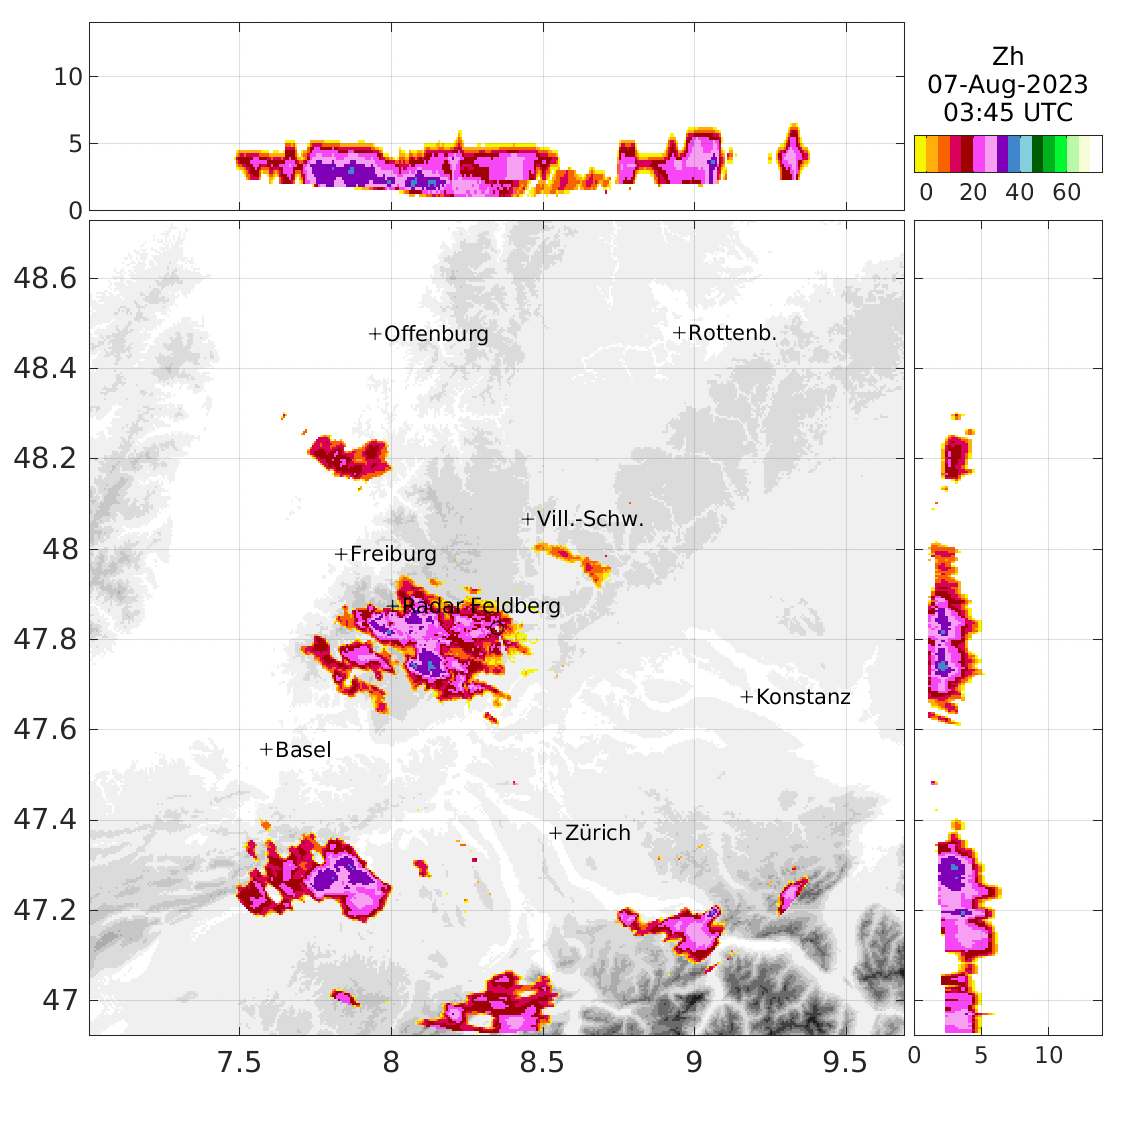 10
5
0
Zh
07-Aug-2023
03:45 UTC
0 20 40 60
48.6
48.4
48.2
48
47.8
47.6
47.4
47.2
47
+Offenburg
+Rottenb.
+Vill.-Schw.
+Freiburg
+Radar Feldberg
+Konstanz
+Basel
+Zürich
7.5 8 8.5 9 9.5
0 5 10